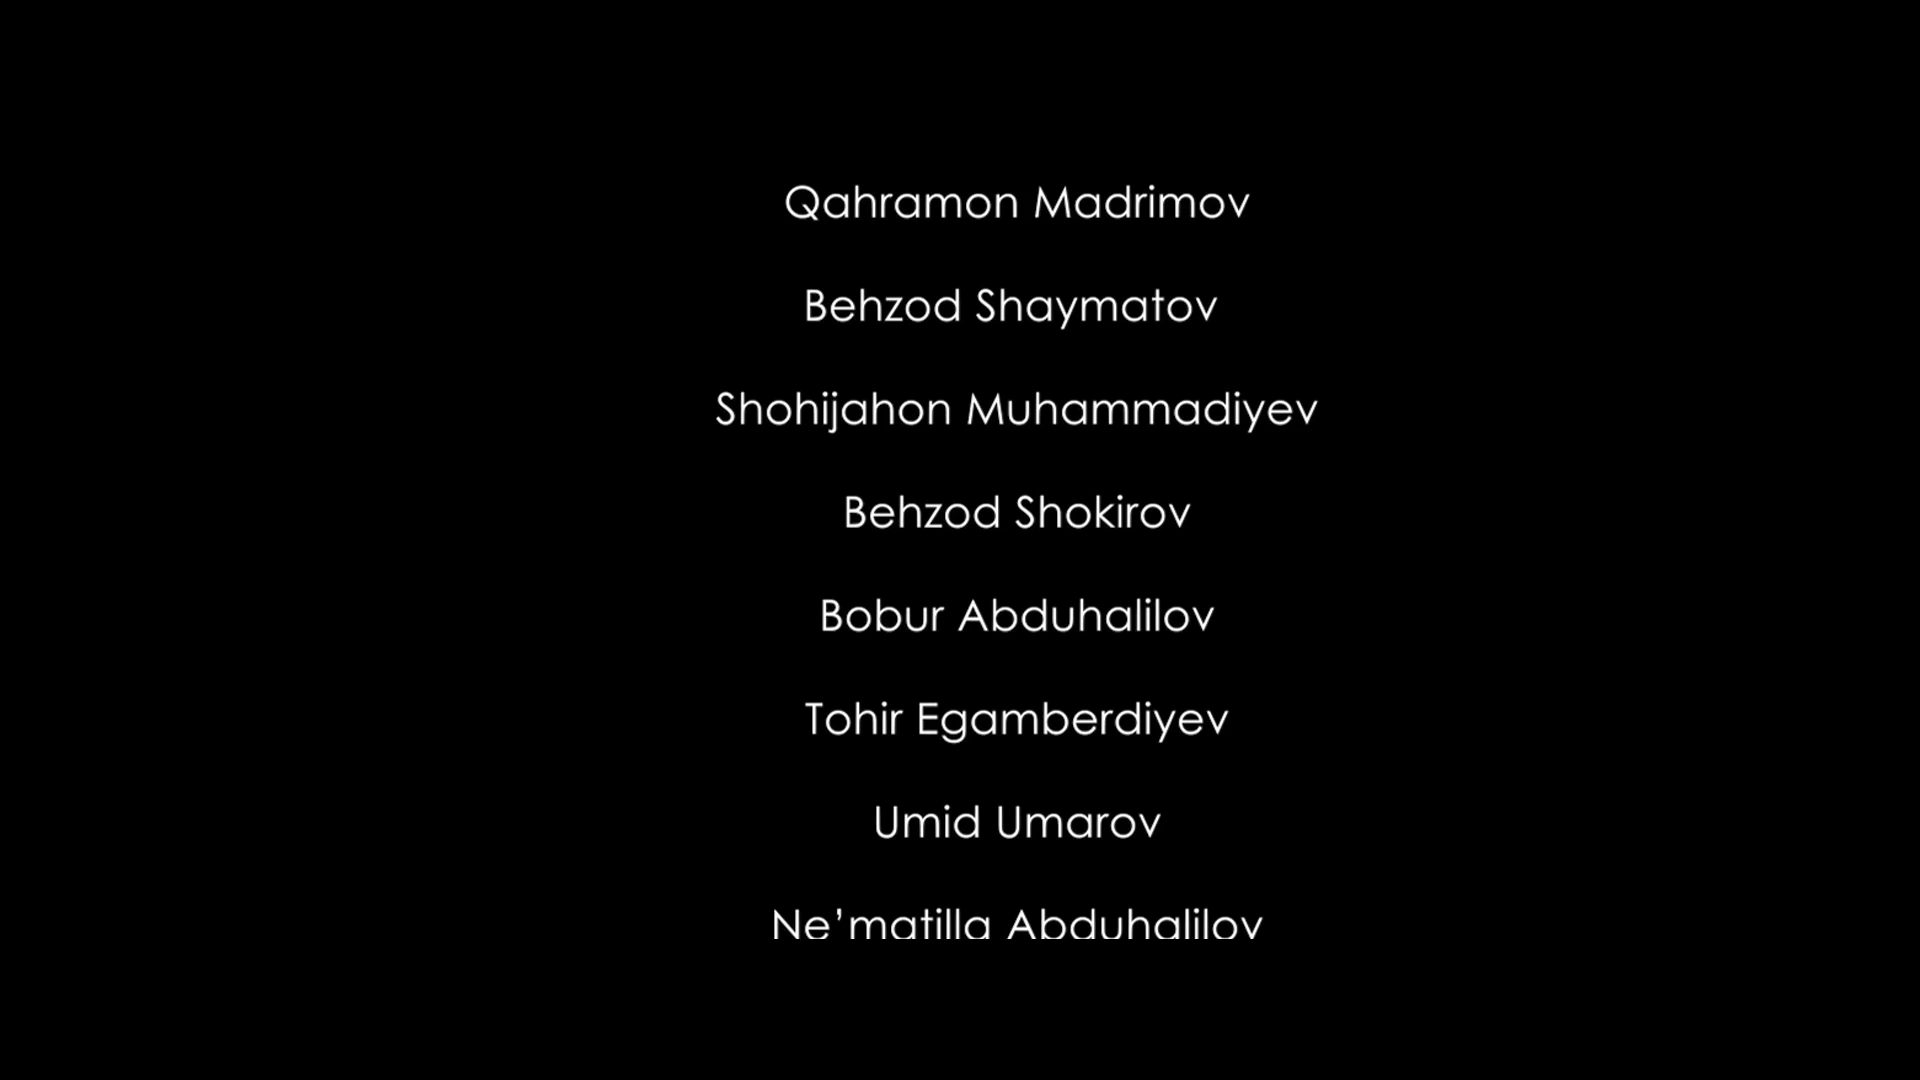 Qahramon Madrimov
Behzod Shaymatov
Shohijahon Muhammadiyev
Behzod Shokirov
Bobur Abduhalilov
Tohir Egamberdiyev
Umid Umarov
Ne’matilla Abduhalilov